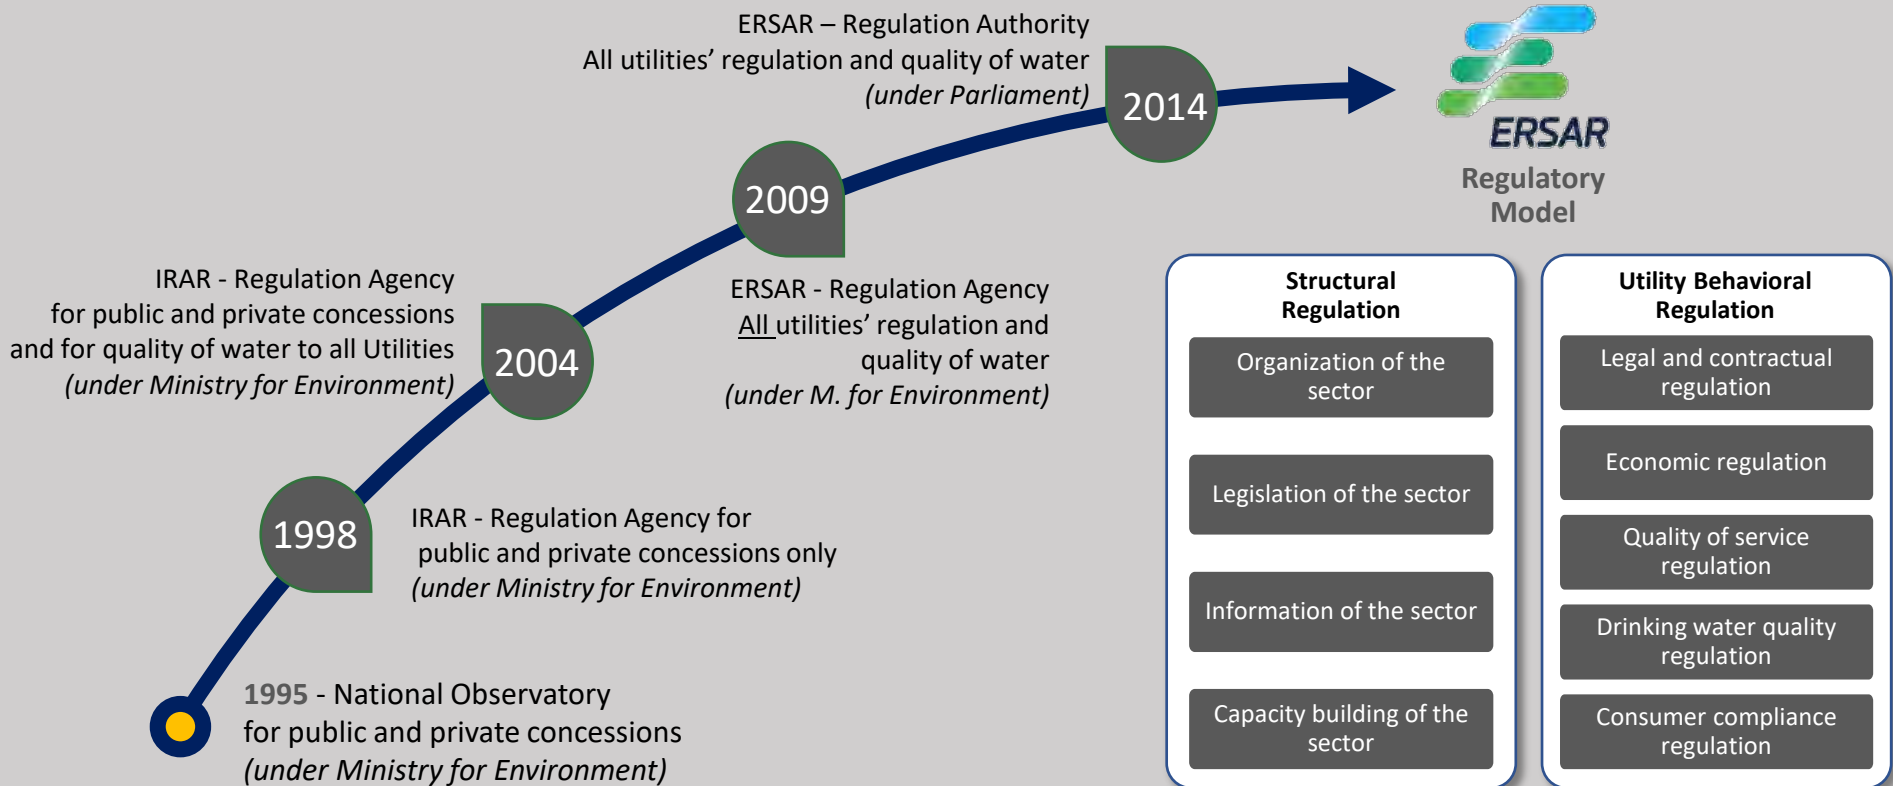 ERSAR – Regulation Authority
All utilities’ regulation and quality of water
(under Parliament)
2014
ERSAR
Regulatory
Model
2009
ERSAR - Regulation Agency
All utilities’ regulation and
quality of water
(under M. for Environment)
IRAR - Regulation Agency
for public and private concessions
and for quality of water to all Utilities
(under Ministry for Environment)
2004
1998
IRAR - Regulation Agency for
public and private concessions only
(under Ministry for Environment)
1995 - National Observatory
for public and private concessions
(under Ministry for Environment)
Structural
Regulation
Organization of the
sector
Legislation of the sector
Information of the sector
Capacity building of the
sector
Utility Behavioral
Regulation
Legal and contractual
regulation
Economic regulation
Quality of service
regulation
Drinking water quality
regulation
Consumer compliance
regulation